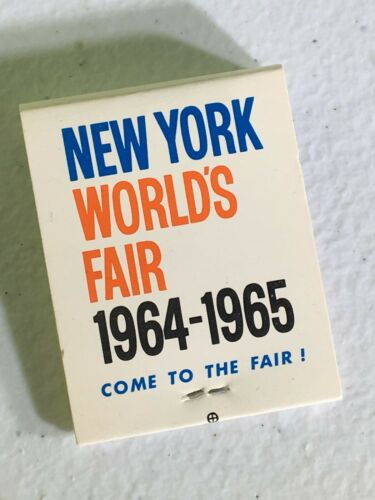 NEW YORK
WORLD'S
FAIR
1964-1965
COME TO THE FAIR!